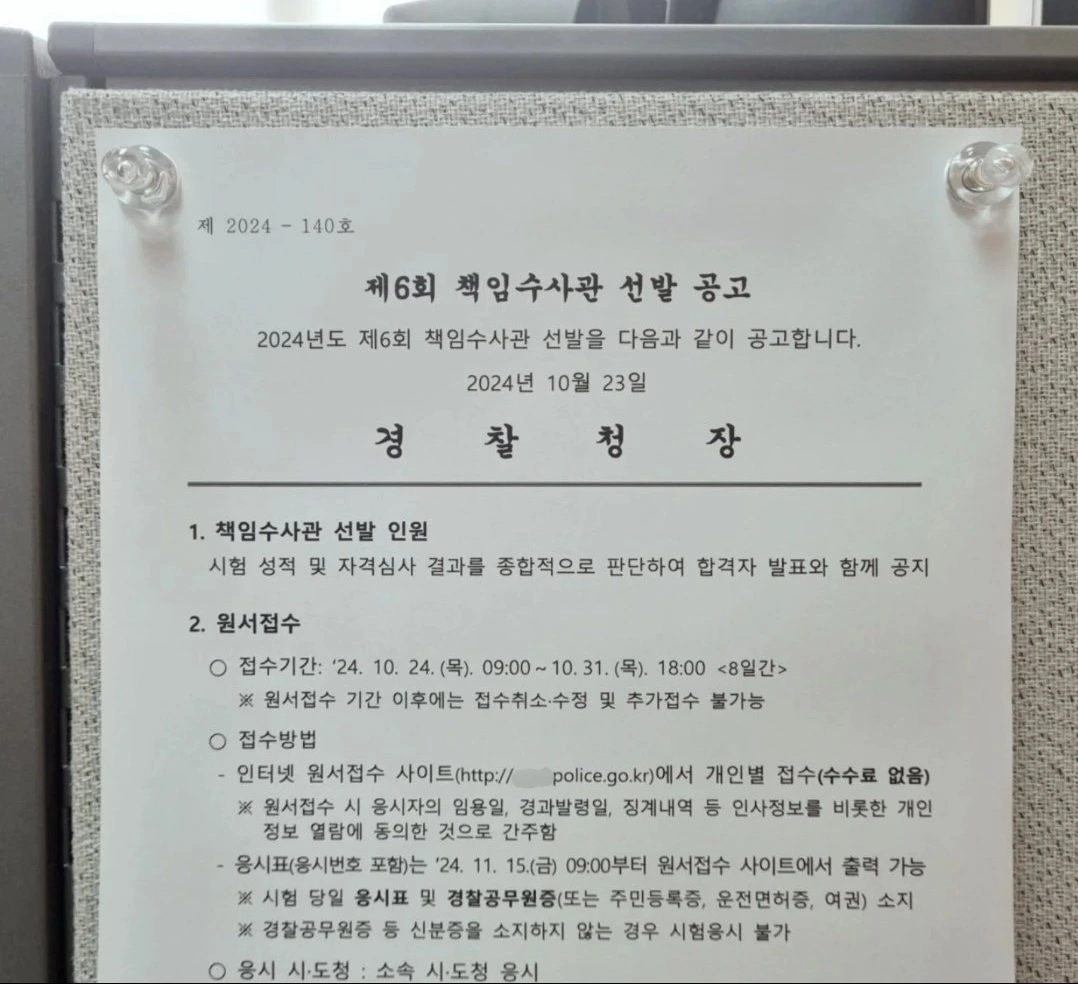 제 2024 - 140호
제6회 책임수사관 선발 공고
2024년도 제6회 책임수사관 선발을 다음과 같이 공고합니다.
2024년 10월 23일
경 찰 청 장
1. 책임수사관 선발 인원
시험 성적 및 자격심사 결과를 종합적으로 판단하여 합격자 발표와 함께 공지
2. 원서접수
○ 접수기간: ‘24. 10. 24.(목). 09:00 ~ 10. 31.(목). 18:00 <8일간>
※ 원서접수 기간 이후에는 접수취소·수정 및 추가접수 불가능
○ 접수방법
- 인터넷 원서접수 사이트(http:// police.go.kr)에서 개인별 접수(수수료 없음)
※ 원서접수 시 응시자의 임용일, 경과발령일, 징계내역 등 인사정보를 비롯한 개인
정보 열람에 동의한 것으로 간주함
- 응시표(응시번호 포함)는 ‘24. 11. 15.(금) 09:00부터 원서접수 사이트에서 출력 가능
※ 시험 당일 응시표 및 경찰공무원증(또는 주민등록증, 운전면허증, 여권) 소지
※ 경찰공무원증 등 신분증을 소지하지 않는 경우 시험응시 불가
○ 응시 시·도청 : 소속 시·도청 응시